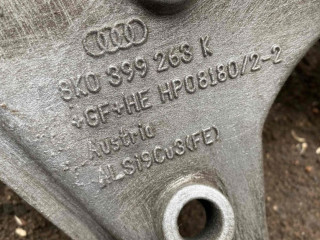 8K0 399 263 K
+GF+HE HP08180/2-2
Austria
ALSi9Cu3(FE)